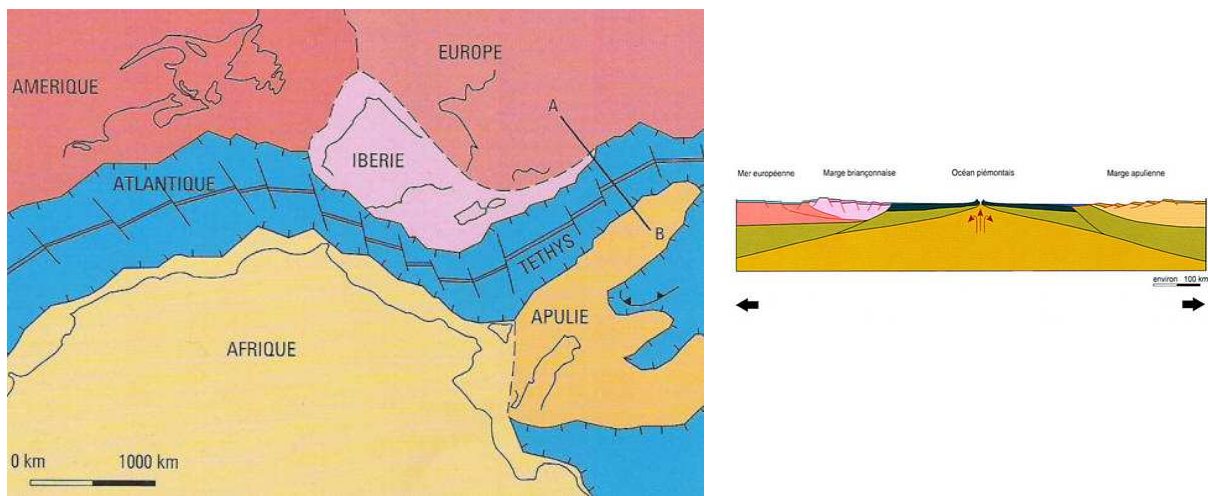 AMÉRIQUE
EUROPE
A
IBERIE
ATLANTIQUE
TETHYS
B
APULIE
AFRIQUE
0 km 1000 km
Mer européenne Marge briançonnaise Océan piémontais Marge apulienne
environ 100 km